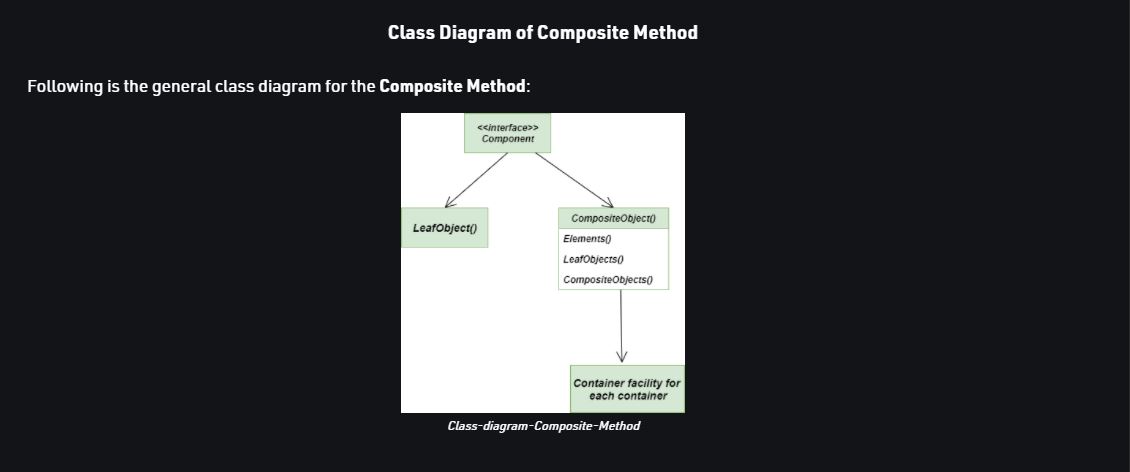 Class Diagram of Composite Method
Following is the general class diagram for the Composite Method:
<<interface>>
Component
LeafObject()
CompositeObject()
Elements()
LeafObjects()
CompositeObjects()
Container facility for
each container
Class-diagram-Composite-Method